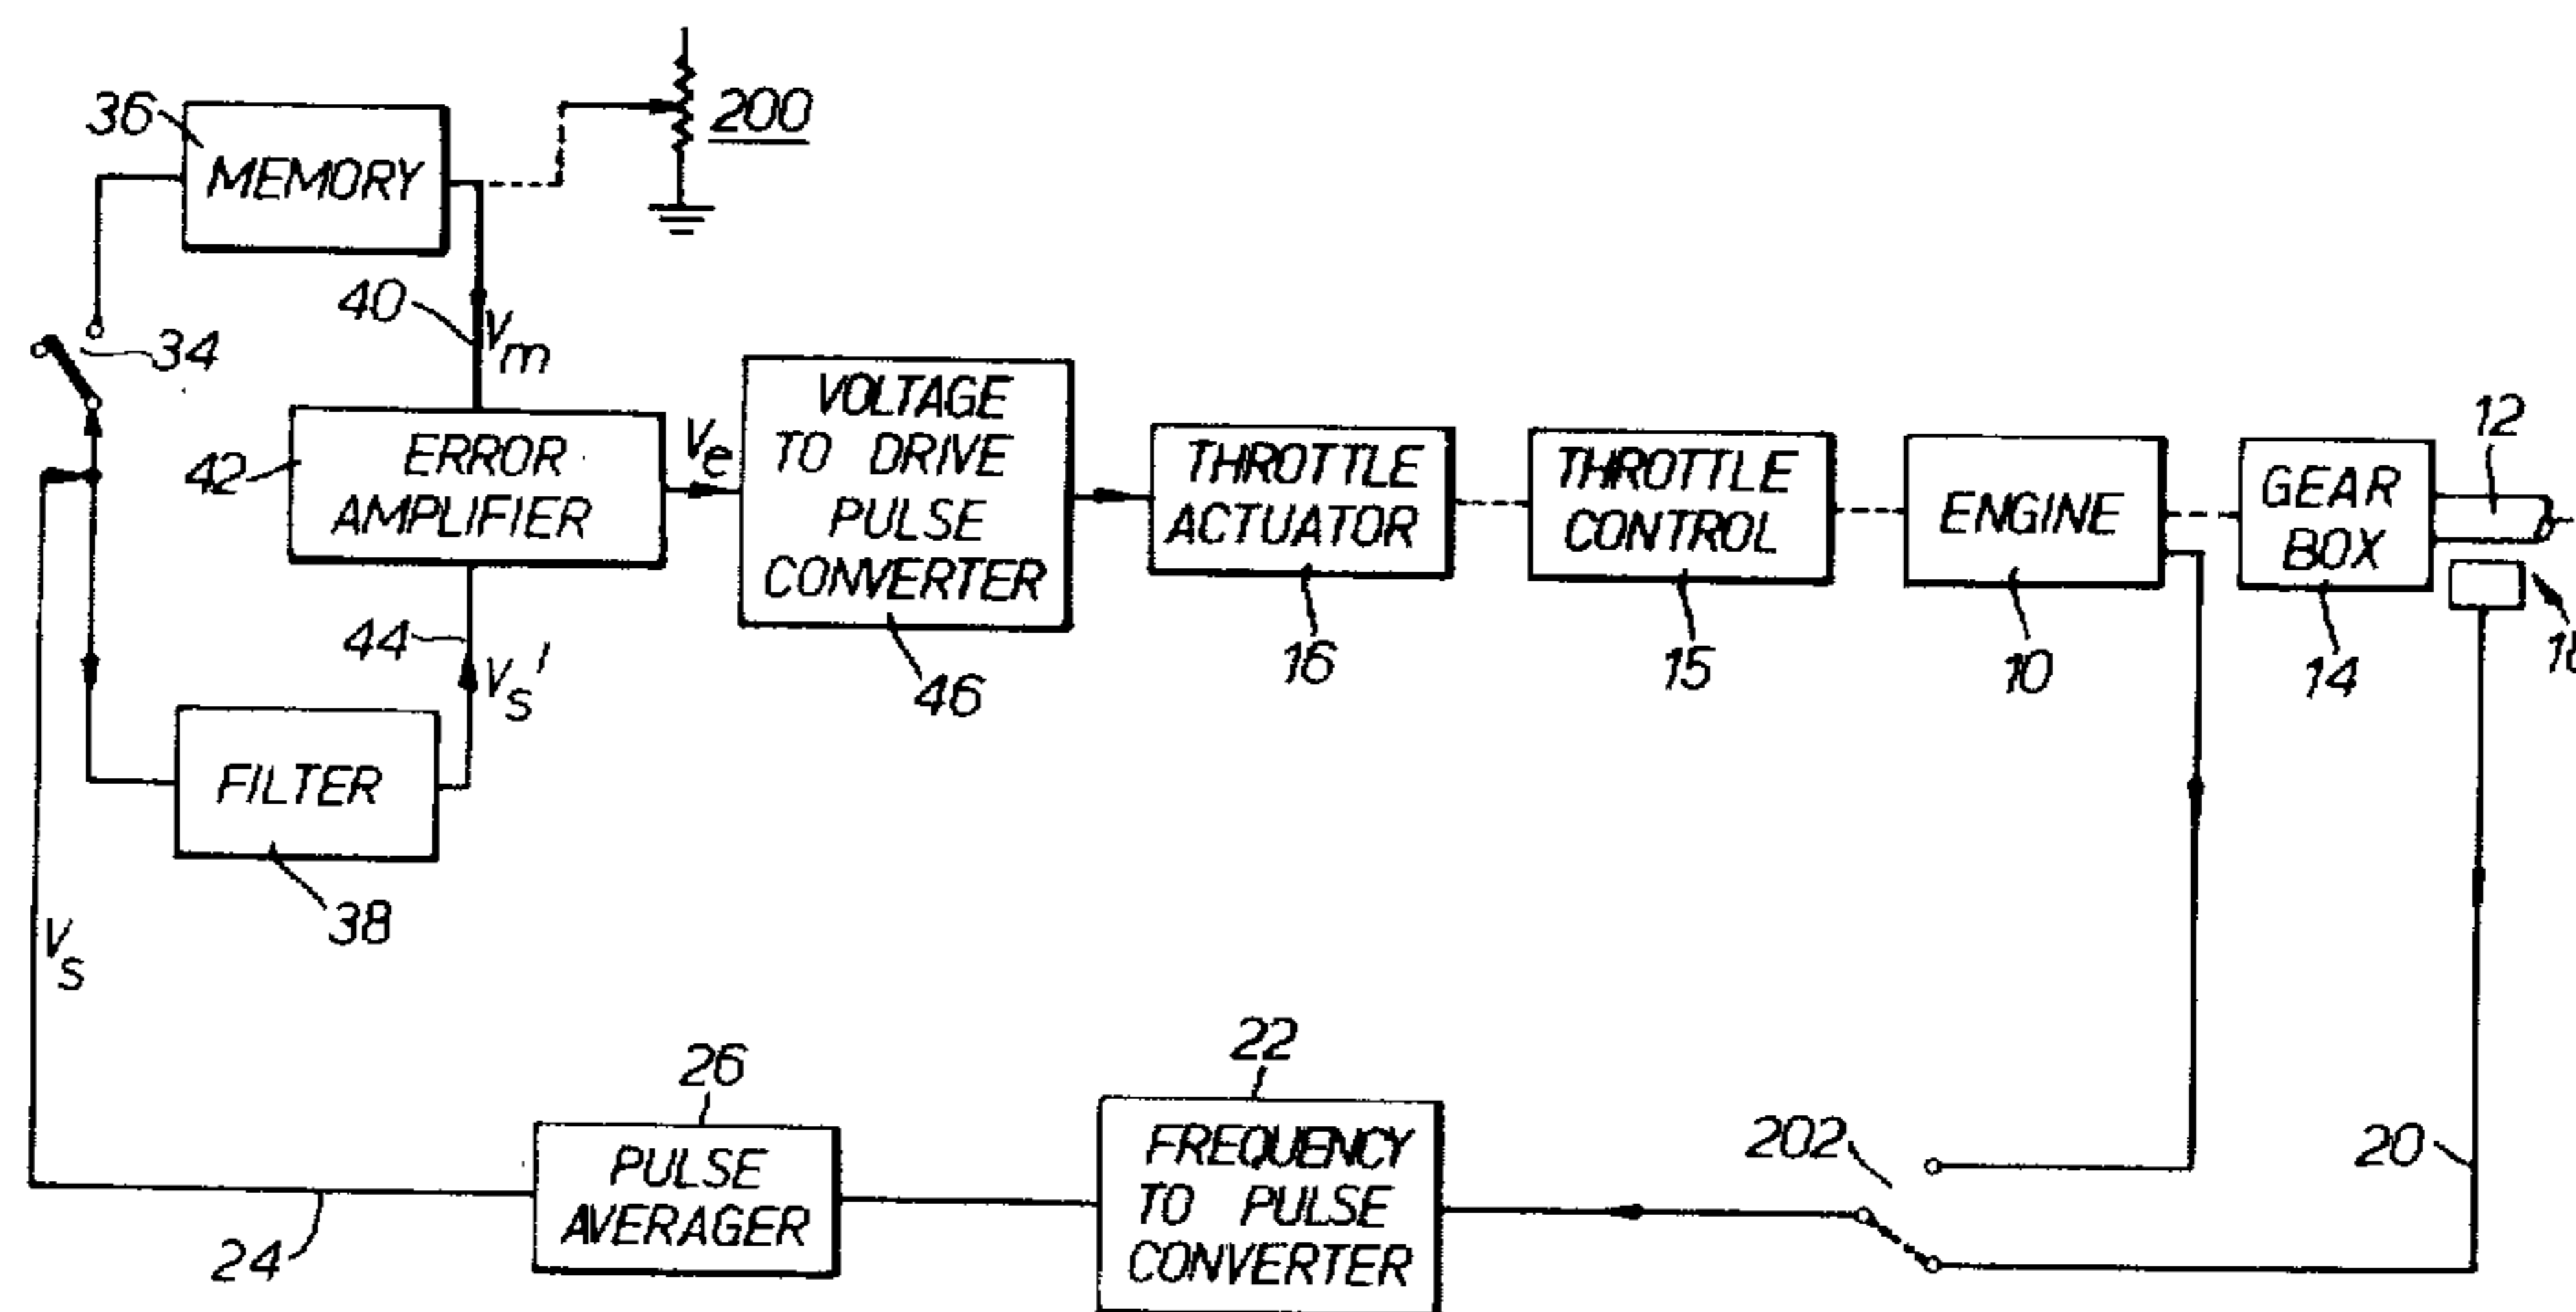 36
MEMORY
200
40
Vm
34
42
ERROR
AMPLIFIER
Ve
VOLTAGE
TO DRIVE
PULSE
CONVERTER
46
THROTTLE
ACTUATOR
16
THROTTLE
CONTROL
15
ENGINE
10
GEAR
BOX
14
12
44
Vs'
FILTER
38
Vs
24
26
PULSE
AVERAGER
22
FREQUENCY
TO PULSE
CONVERTER
202
20